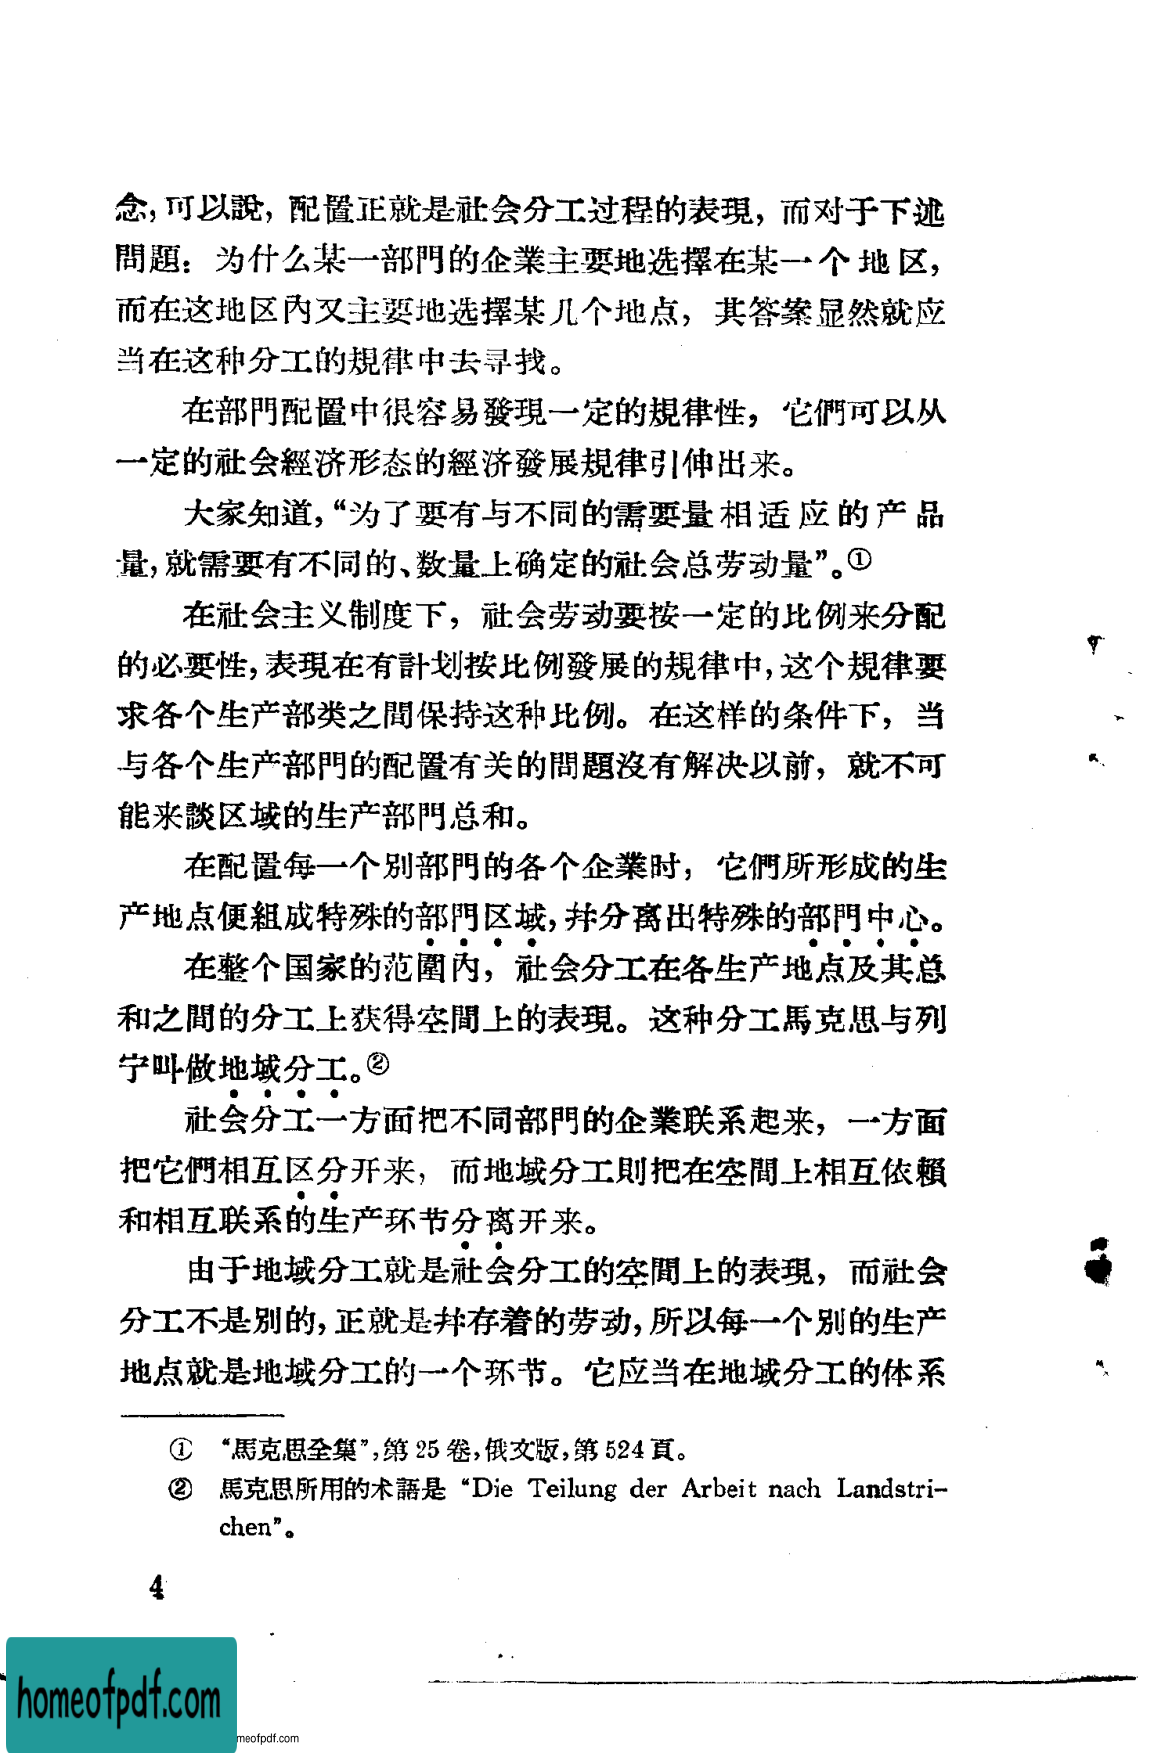 念,可以說, 配置正就是社会分工过程的表現, 而对于下述
問題: 为什么某一部門的企業主要地选擇在某一个地区,
而在这地区內又主要地选擇某几个地点, 其答案显然就应
当在这种分工的規律中去寻找。
在部門配置中很容易發現一定的規律性, 它們可以从
一定的社会經济形态的經济發展規律引伸出来。
大家知道,“为了要有与不同的需要量相适应的产品
量,就需要有不同的、数量上确定的社会总劳动量”。①
在社会主义制度下, 社会劳动要按一定的比例来分配
的必要性,表現在有計划按比例發展的規律中,这个規律要
求各个生产部类之間保持这种比例。在这样的条件下, 当
与各个生产部門的配置有关的問題沒有解决以前, 就不可
能来談区域的生产部門总和。
在配置每一个別部門的各个企業时, 它們所形成的生
产地点便組成特殊的部門区域,幷分离出特殊的部門中心。
在整个国家的范圍內, 社会分工在各生产地点及其总
和之間的分工上获得空間上的表現。这种分工馬克思与列
宁叫做地域分工。②
社会分工一方面把不同部門的企業联系起来, 一方面
把它們相互区分开来, 而地域分工則把在空間上相互依賴
和相互联系的生产环节分离开来。
由于地域分工就是社会分工的空間上的表現, 而社会
分工不是別的,正就是幷存着的劳动,所以每一个別的生产
地点就是地域分工的一个环节。它应当在地域分工的体系
① “馬克思全集”,第 25 卷,俄文版,第 524 頁。
② 馬克思所用的术語是 “Die Teilung der Arbeit nach Landstri-
chen”。
4
homeofpdf.com
meofpdf.com